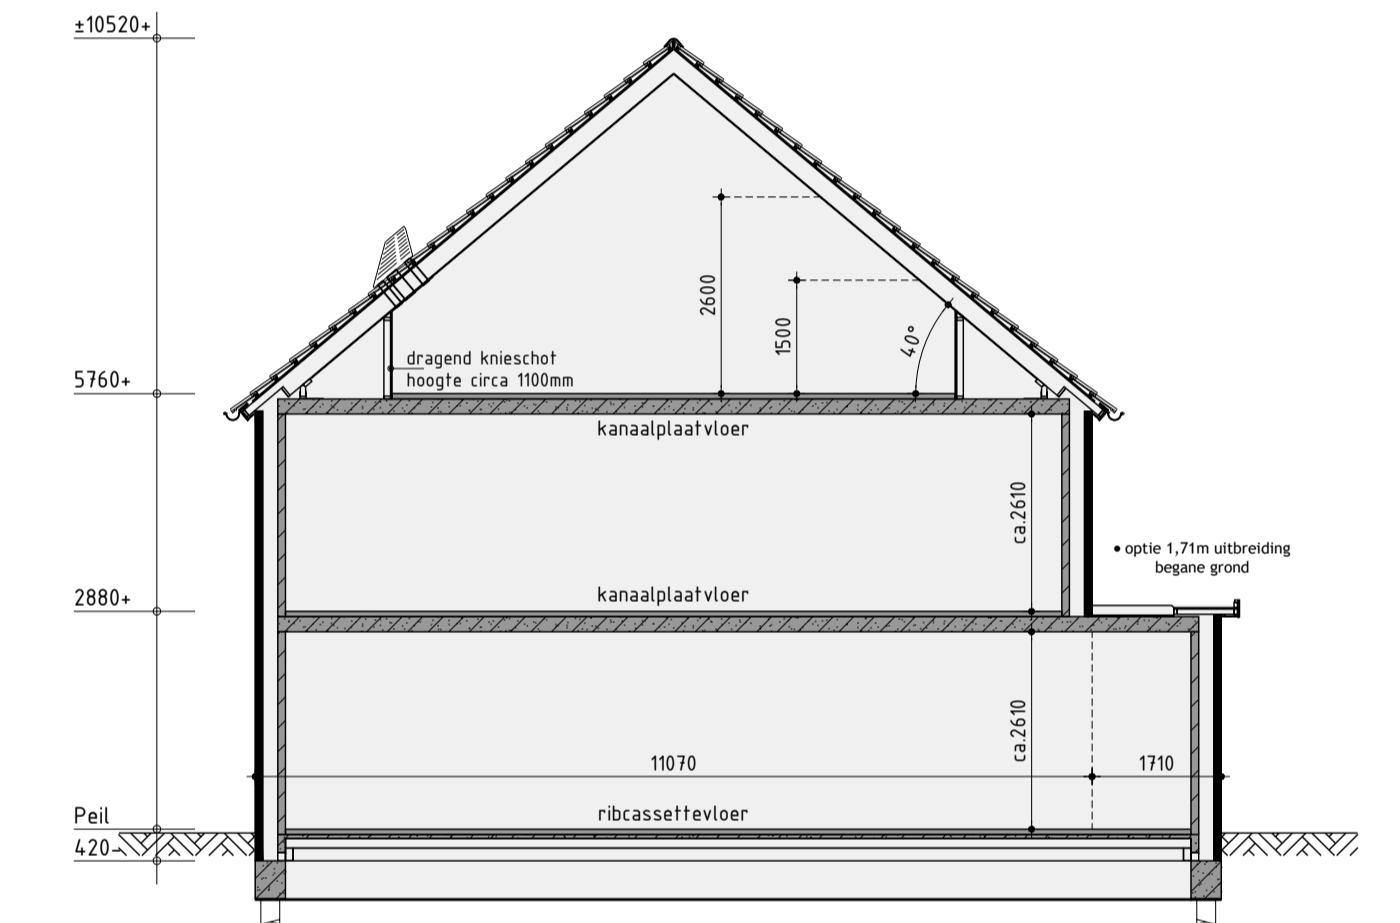 ±10520+
2600
1500
40°
dragend knieschot
hoogte circa 1100mm
5760+
kanaalplaatvloer
ca.2610
• optie 1,71m uitbreiding
begane grond
kanaalplaatvloer
2880+
ca.2610
11070
1710
ribcassettevloer
Peil
420-